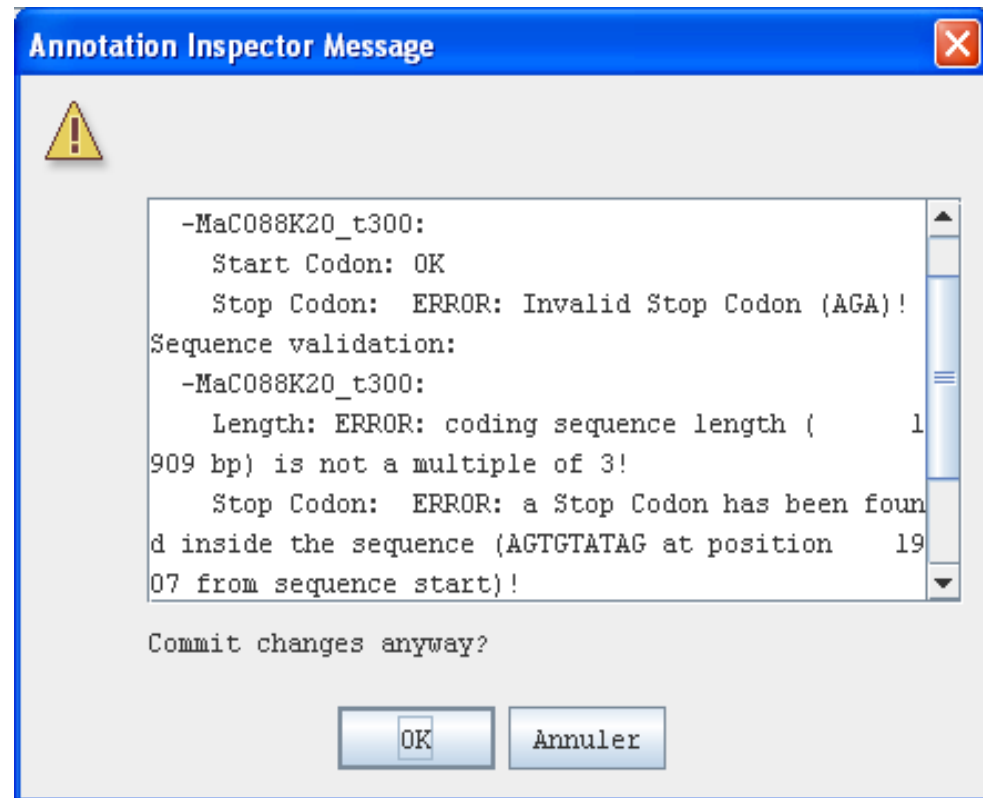 Annotation Inspector Message
-MaC088K20_t300:
Start Codon: OK
Stop Codon:  ERROR: Invalid Stop Codon (AGA)!
Sequence validation:
-MaC088K20_t300:
Length: ERROR: coding sequence length (      1
909 bp) is not a multiple of 3!
Stop Codon:  ERROR: a Stop Codon has been foun
d inside the sequence (AGTGTATAG at position    19
07 from sequence start)!
Commit changes anyway?
OK
Annuler